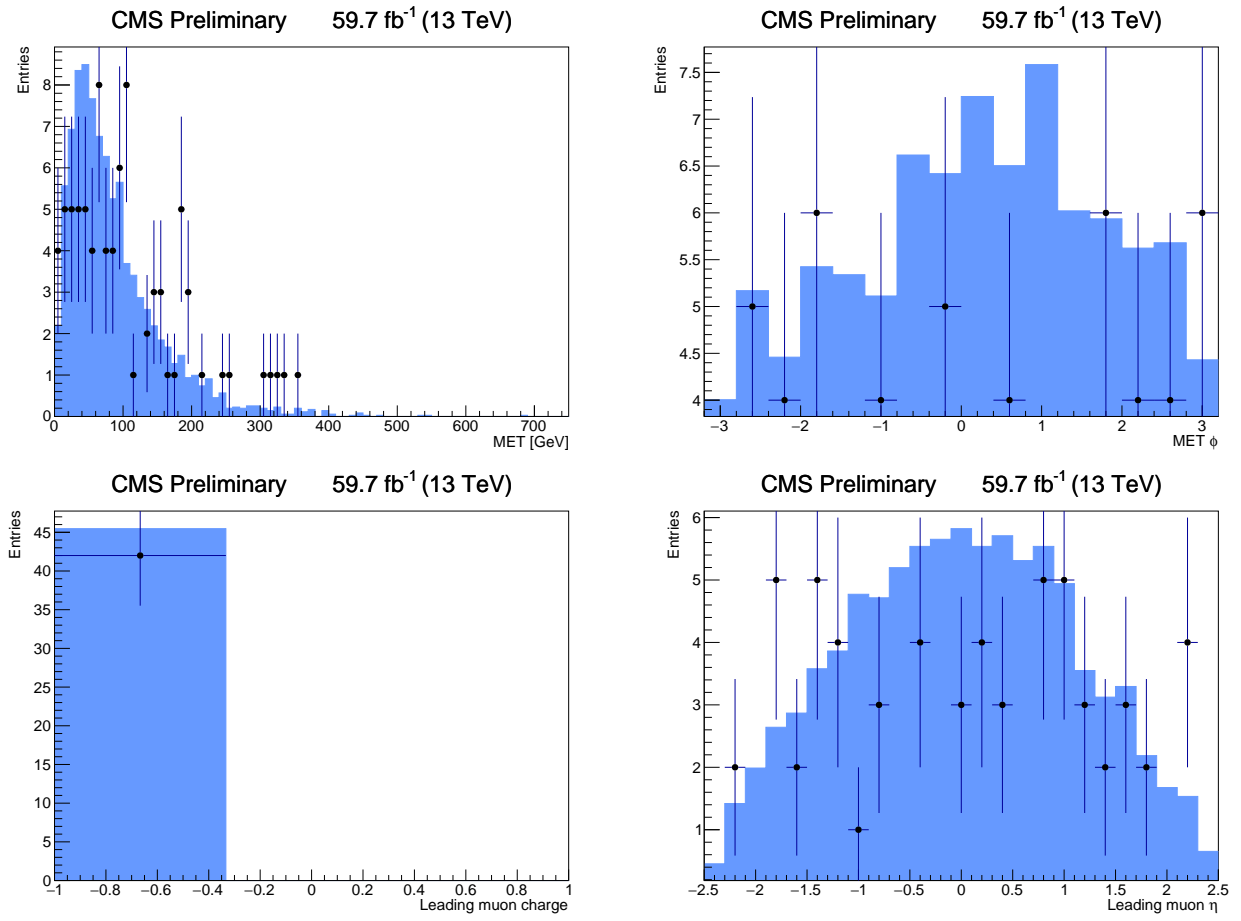 CMS Preliminary 59.7 fb-1 (13 TeV)
Entries
8
7
6
5
4
3
2
1
0
0 100 200 300 400 500 600 700
MET [GeV]
CMS Preliminary 59.7 fb-1 (13 TeV)
Entries
7.5
7
6.5
6
5.5
5
4.5
4
−3 −2 −1 0 1 2 3
MET ϕ
CMS Preliminary 59.7 fb-1 (13 TeV)
Entries
45
40
35
30
25
20
15
10
5
0
−1 −0.8 −0.6 −0.4 −0.2 0 0.2 0.4 0.6 0.8 1
Leading muon charge
CMS Preliminary 59.7 fb-1 (13 TeV)
Entries
6
5
4
3
2
1
−2.5 −2 −1.5 −1 −0.5 0 0.5 1 1.5 2 2.5
Leading muon η